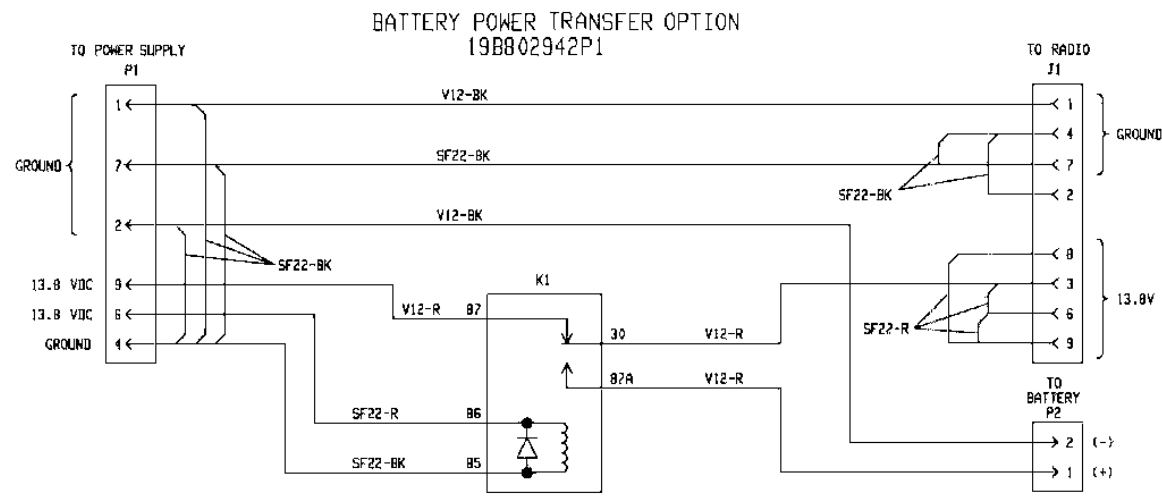 BATTERY POWER TRANSFER OPTION
19B802942P1
TO POWER SUPPLY
P1
TO RADIO
J1
1
V12-BK
1
4
GROUND
GROUND
7
SF22-BK
7
SF22-BK
2
2
V12-BK
SF22-BK
8
13.8 VDC
9
K1
3
13.8V
13.8 VDC
6
V12-R
87
6
SF22-R
GROUND
4
30
V12-R
9
87A
V12-R
TO
BATTERY
P2
SF22-R
86
2
(-)
SF22-BK
85
1
(+)